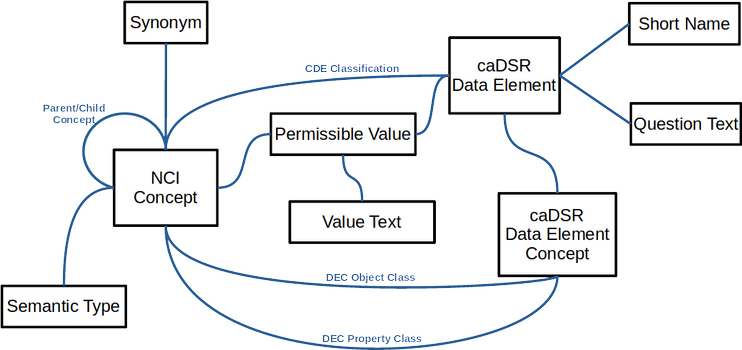 Synonym
Short Name
caDSR
Data Element
CDE Classification
Parent/Child
Concept
Permissible Value
Question Text
NCI
Concept
Value Text
caDSR
Data Element
Concept
DEC Object Class
Semantic Type
DEC Property Class